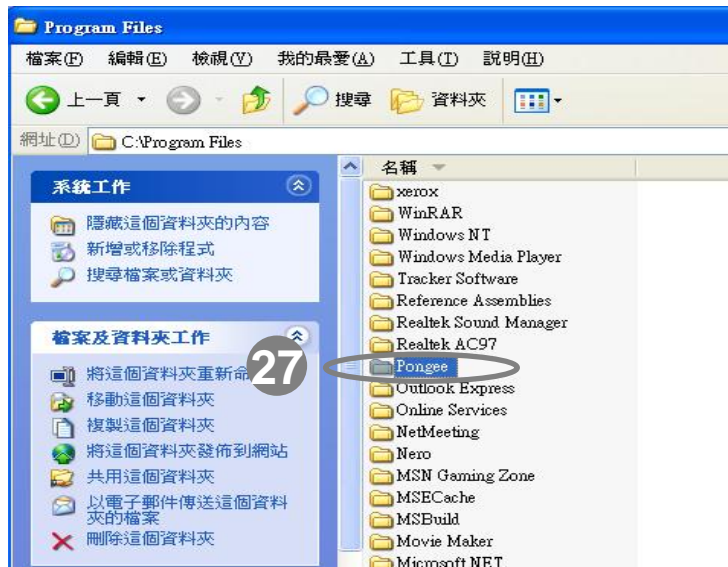 Program Files
檔案(F) 編輯(E) 檢視(V) 我的最愛(A) 工具(T) 說明(H)
上一頁 搜尋 資料夾
網址(D) C:\Program Files
系統工作
隱藏這個資料夾的內容
新增或移除程式
搜尋檔案或資料夾
檔案及資料夾工作
將這個資料夾重新命
移動這個資料夾
複製這個資料夾
將這個資料夾發佈到網站
共用這個資料夾
以電子郵件傳送這個資料
夾的檔案
刪除這個資料夾
27
名稱
xerox
WinRAR
Windows NT
Windows Media Player
Tracker Software
Reference Assemblies
Realtek Sound Manager
Realtek AC97
Pongee
Outlook Express
Online Services
NetMeeting
Nero
MSN Gaming Zone
MSECache
MSBuild
Movie Maker
Microsoft.NET